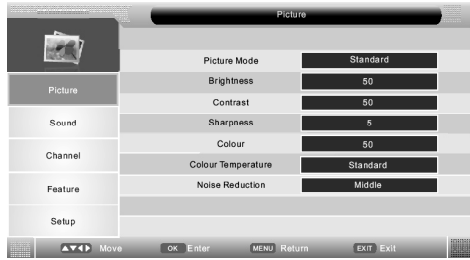 Picture
Picture Mode Standard
Brightness 50
Picture
Contrast 50
Sound
Sharpness 5
Channel
Colour 50
Colour Temperature Standard
Feature
Noise Reduction Middle
Setup
Move OK Enter MENU Return EXIT Exit